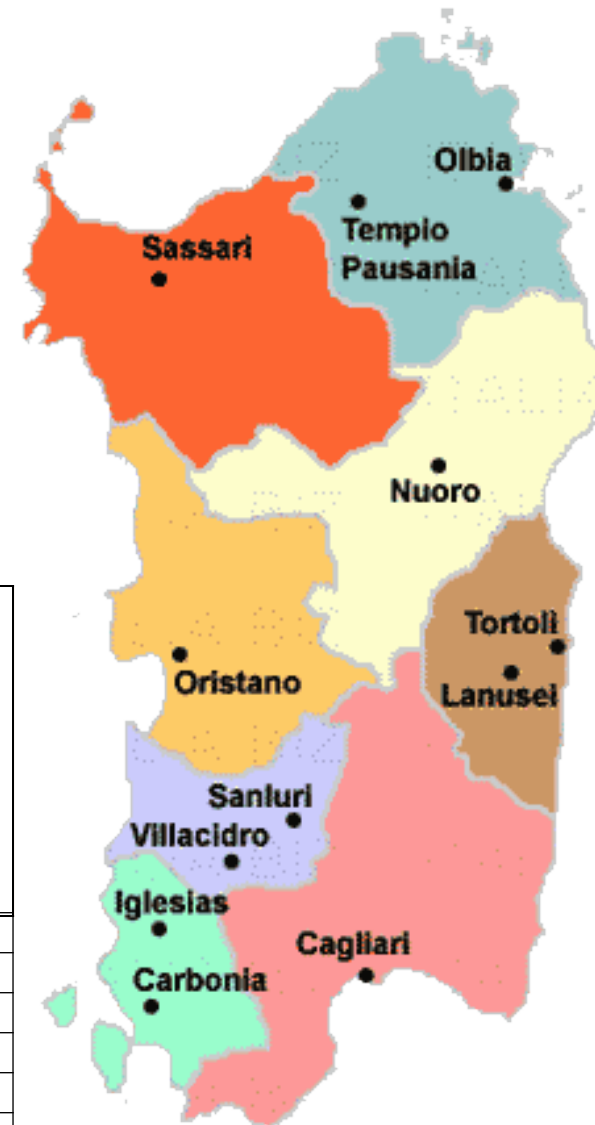 Olbia
Tempio
Pausania
Sassari
Nuoro
Tortolì
Lanusei
Oristano
Sanluri
Villacidro
Iglesias
Cagliari
Carbonia